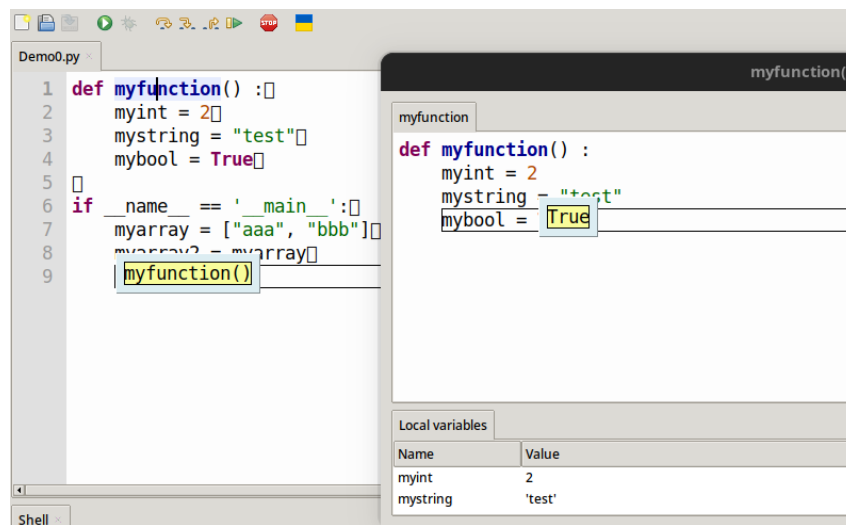 STOP
Demo0.py ×
1 def myfunction() :
2 myint = 2
3 mystring = "test"
4 mybool = True
5
6 if __name__ == '__main__':
7 myarray = ["aaa", "bbb"]
8 myarray2 = myarray
9 myfunction()
Shell ×
myfunction(
myfunction
def myfunction() :
myint = 2
mystring = "test"
mybool = True
Local variables
Name Value
myint 2
mystring 'test'